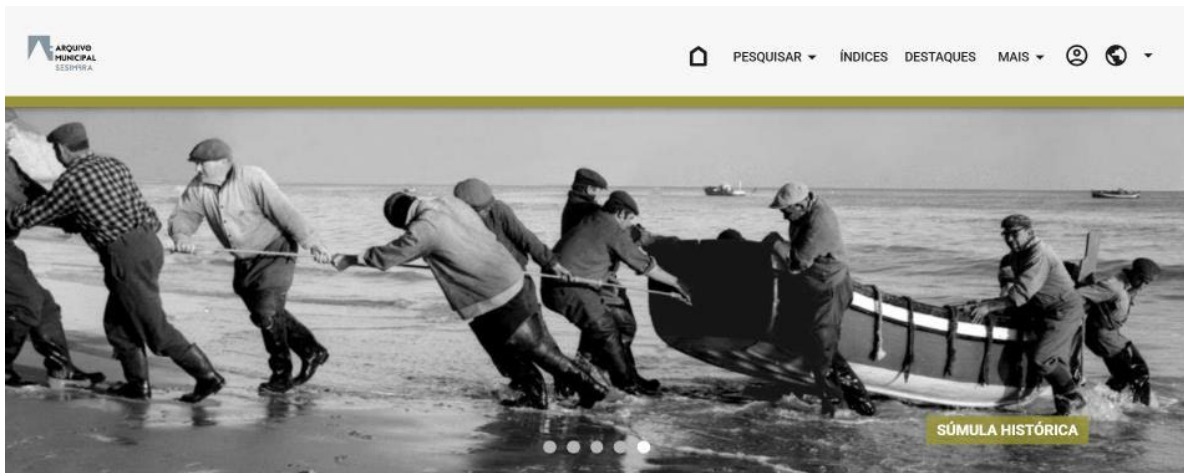 ARQUIVO
MUNICIPAL
SESIMBRA
PESQUISAR ÍNDICES DESTAQUES MAIS
SÚMULA HISTÓRICA